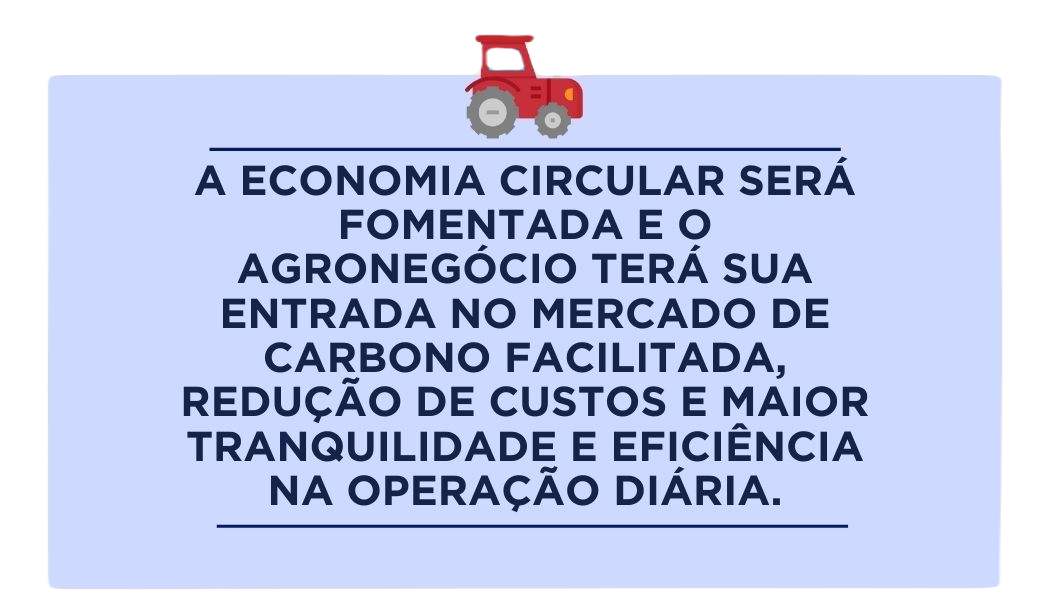 A ECONOMIA CIRCULAR SERÁ
FOMENTADA E O
AGRONEGÓCIO TERÁ SUA
ENTRADA NO MERCADO DE
CARBONO FACILITADA,
REDUÇÃO DE CUSTOS E MAIOR
TRANQUILIDADE E EFICIÊNCIA
NA OPERAÇÃO DIÁRIA.